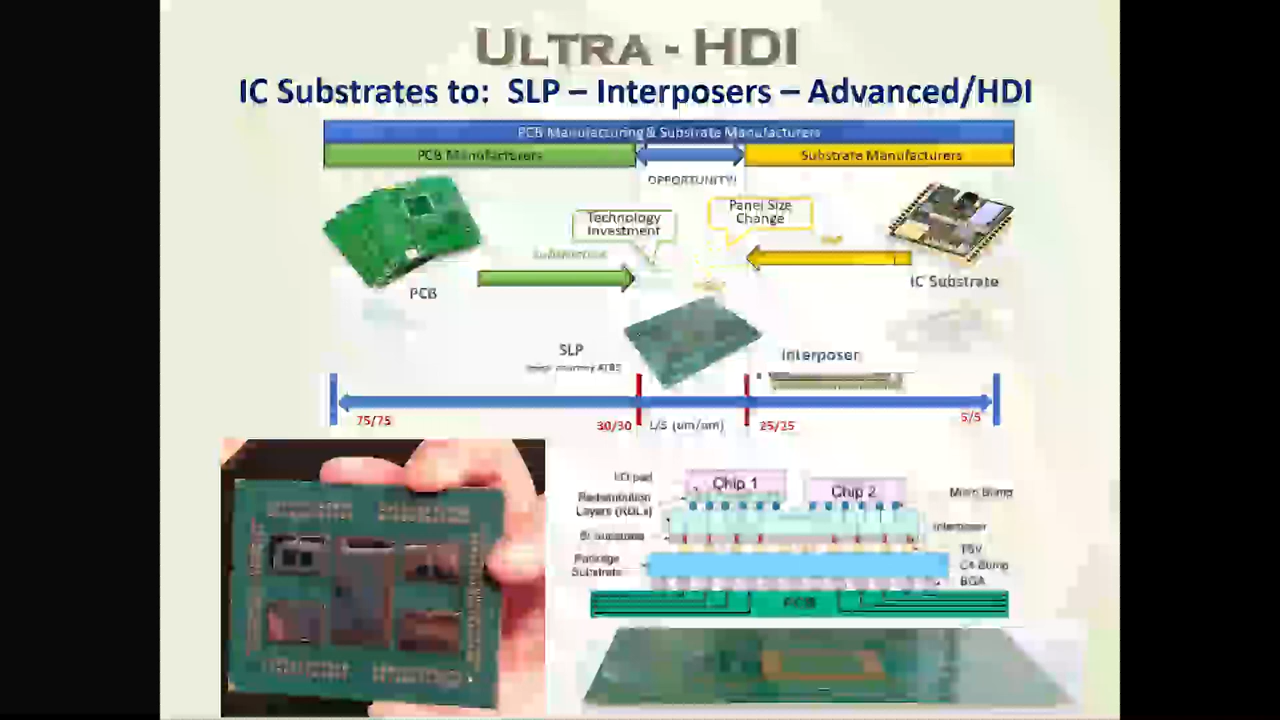 ULTRA - HDI
IC Substrates to: SLP – Interposers – Advanced/HDI
PCB Manufacturing & Substrate Manufacturers
PCB Manufacturers
Substrate Manufacturers
OPPORTUNITY!
Technology
Investment
Panel Size
Change
Subtractive
PCB
IC Substrate
SLP
Interposer
75/75
30/30
L/S (um/um)
25/25
5/5
I/O pad
Chip 1
Chip 2
Micro Bump
Redistribution
Layers (RDLs)
Interposer
Si Substrate
Package
Substrate
TSV
C4 Bump
BGA
PCB